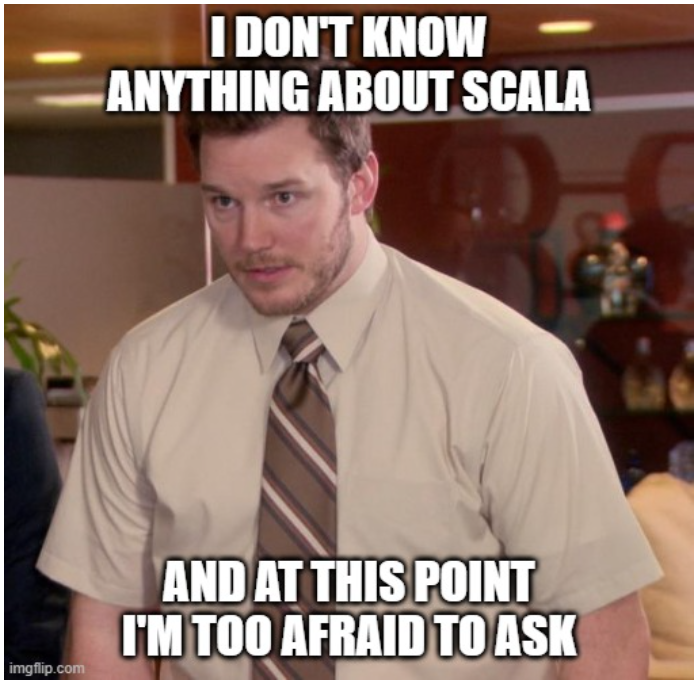 I DON'T KNOW
ANYTHING ABOUT SCALA
AND AT THIS POINT
I'M TOO AFRAID TO ASK
imgflip.com